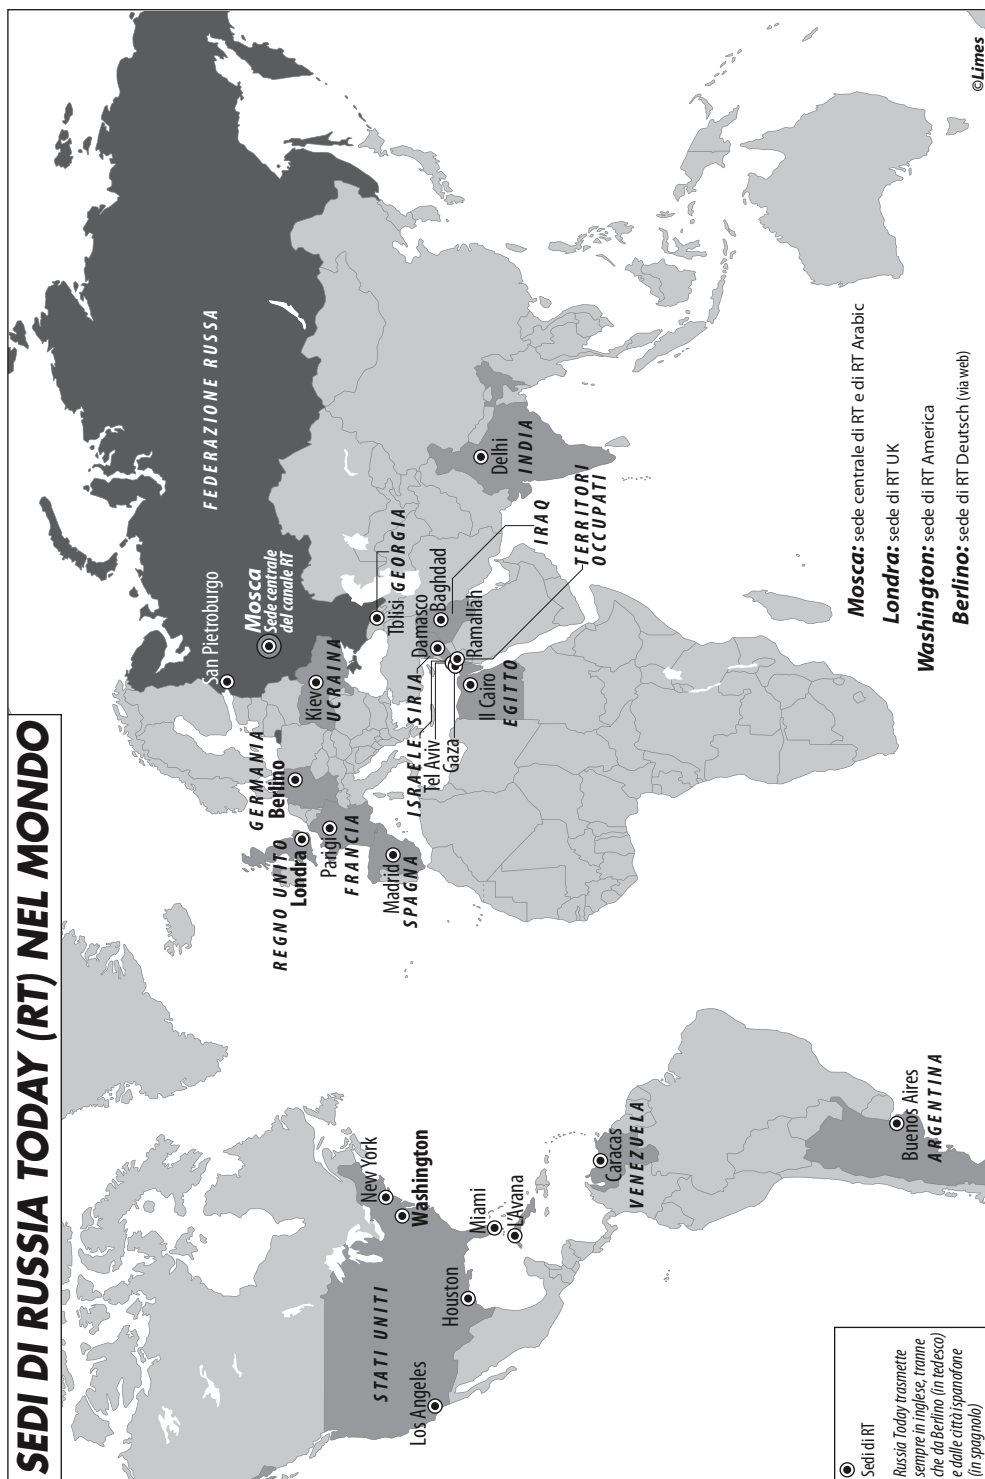 SEDI DI RUSSIA TODAY (RT) NEL MONDO
FEDERAZIONE RUSSA
San Pietroburgo
Mosca
Sede centrale
del canale RT
Kiev
UCRAINA
GERMANIA
Berlino
REGNO UNITO
Londra
Parigi
FRANCIA
Madrid
SPAGNA
Tblisi GEORGIA
Damasco
Baghdad
IRAQ
Ramallah
TERRITORI
OCCUPATI
ISRAELE
SIRIA
Tel Aviv
Gaza
Il Cairo
EGITTO
Delhi
INDIA
New York
Washington
STATI UNITI
Miami
L'Avana
Houston
Los Angeles
Caracas
VENEZUELA
Buenos Aires
ARGENTINA
Mosca: sede centrale di RT e di RT Arabic
Londra: sede di RT UK
Washington: sede di RT America
Berlino: sede di RT Deutsch (via web)
Sedi di RT
Russia Today trasmette
sempre in inglese, tranne
che da Berlino (in tedesco)
e dalle città ispanofone
(in spagnolo)
©Limes